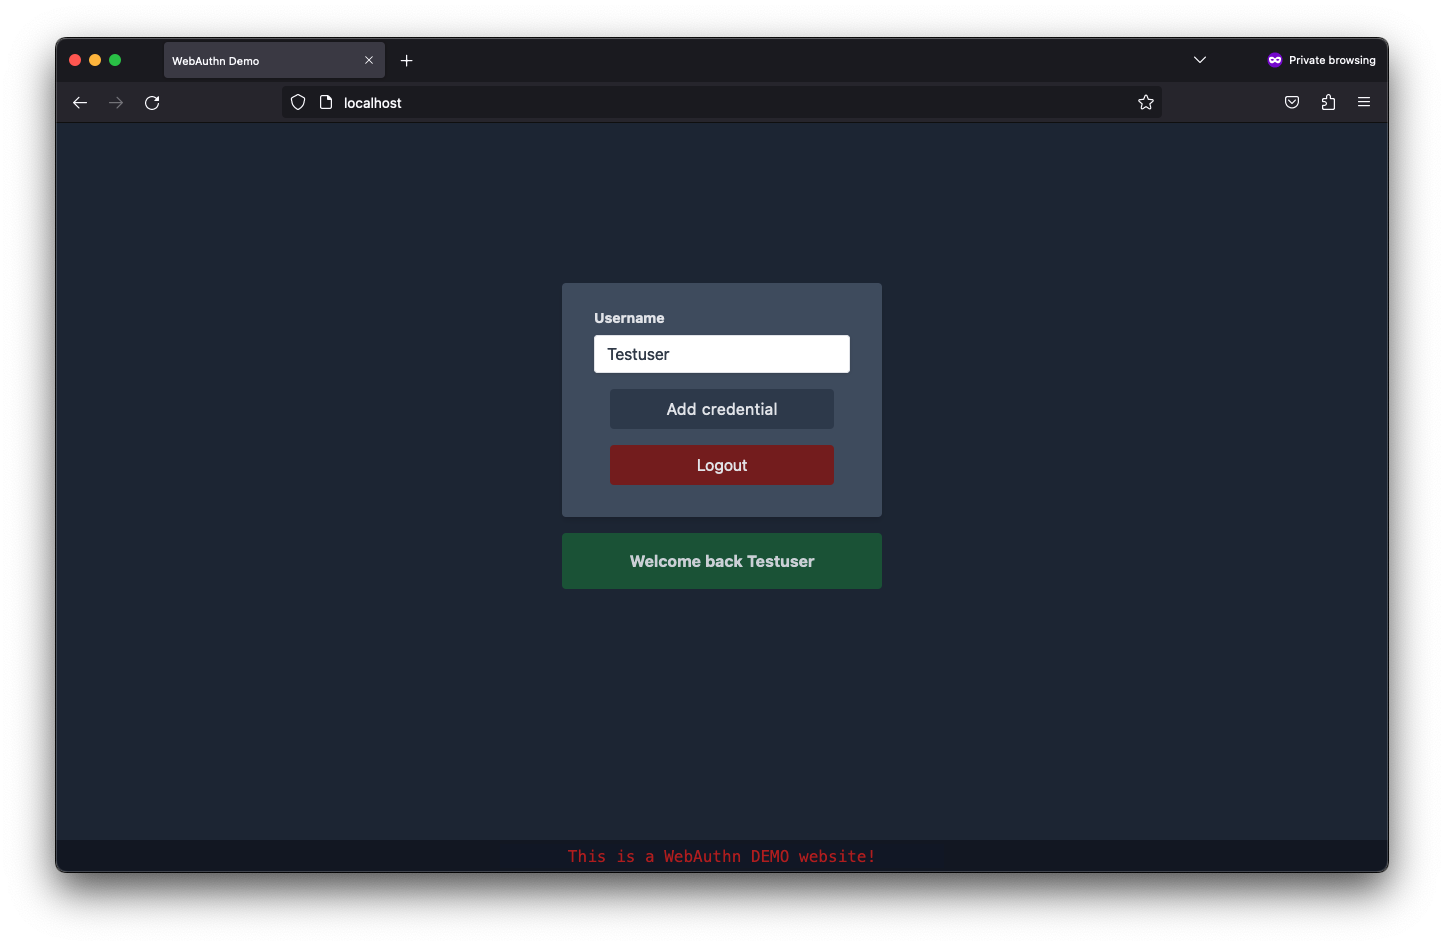 WebAuthn Demo
Private browsing
localhost
Username
Testuser
Add credential
Logout
Welcome back Testuser
This is a WebAuthn DEMO website!